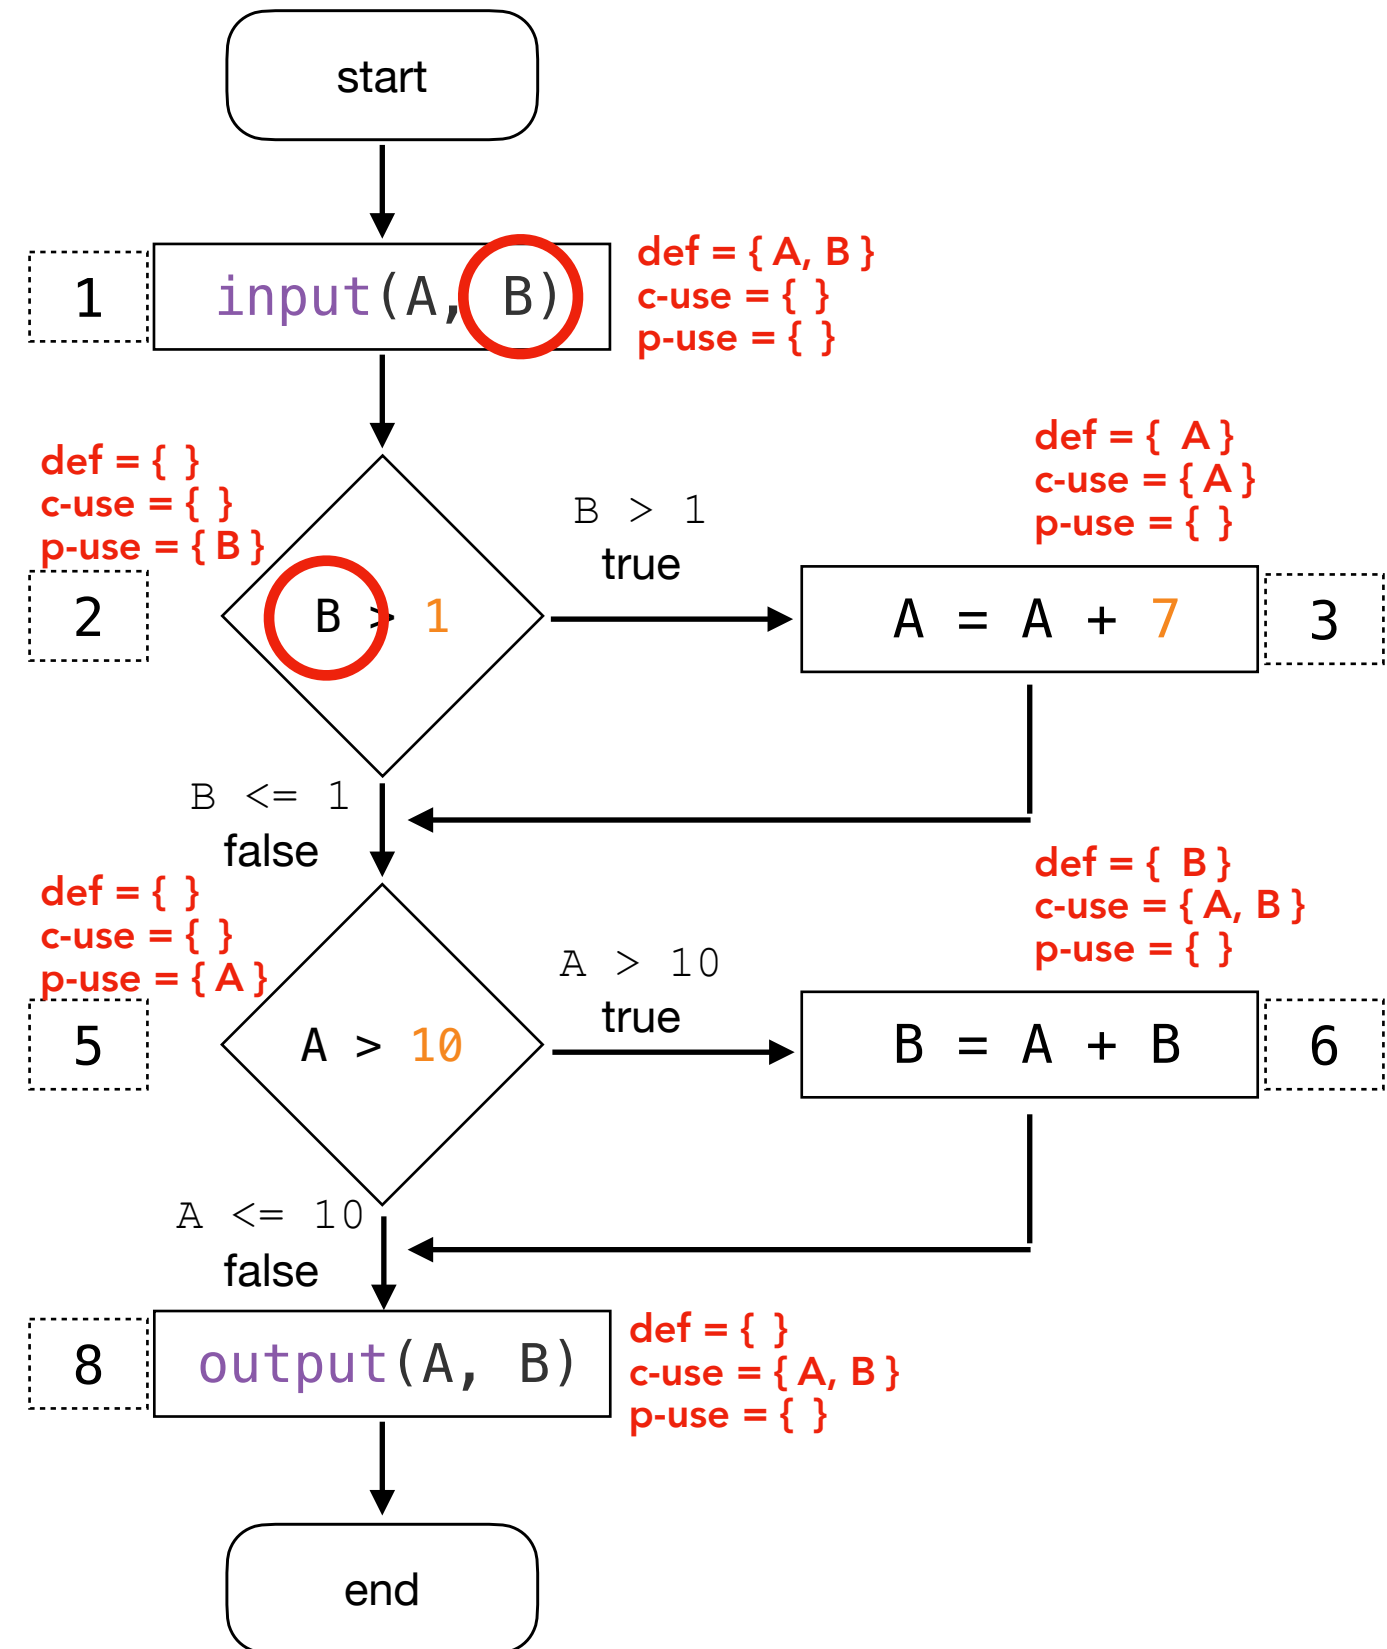 start
1
input(A, B)
def = { A, B }
c-use = { }
p-use = { }
def = { }
c-use = { }
p-use = { B }
2
B > 1
B > 1
true
def = { A }
c-use = { A }
p-use = { }
A = A + 7
3
B <= 1
false
def = { }
c-use = { }
p-use = { A }
5
A > 10
A > 10
true
def = { B }
c-use = { A, B }
p-use = { }
B = A + B
6
A <= 10
false
8
output(A, B)
def = { }
c-use = { A, B }
p-use = { }
end